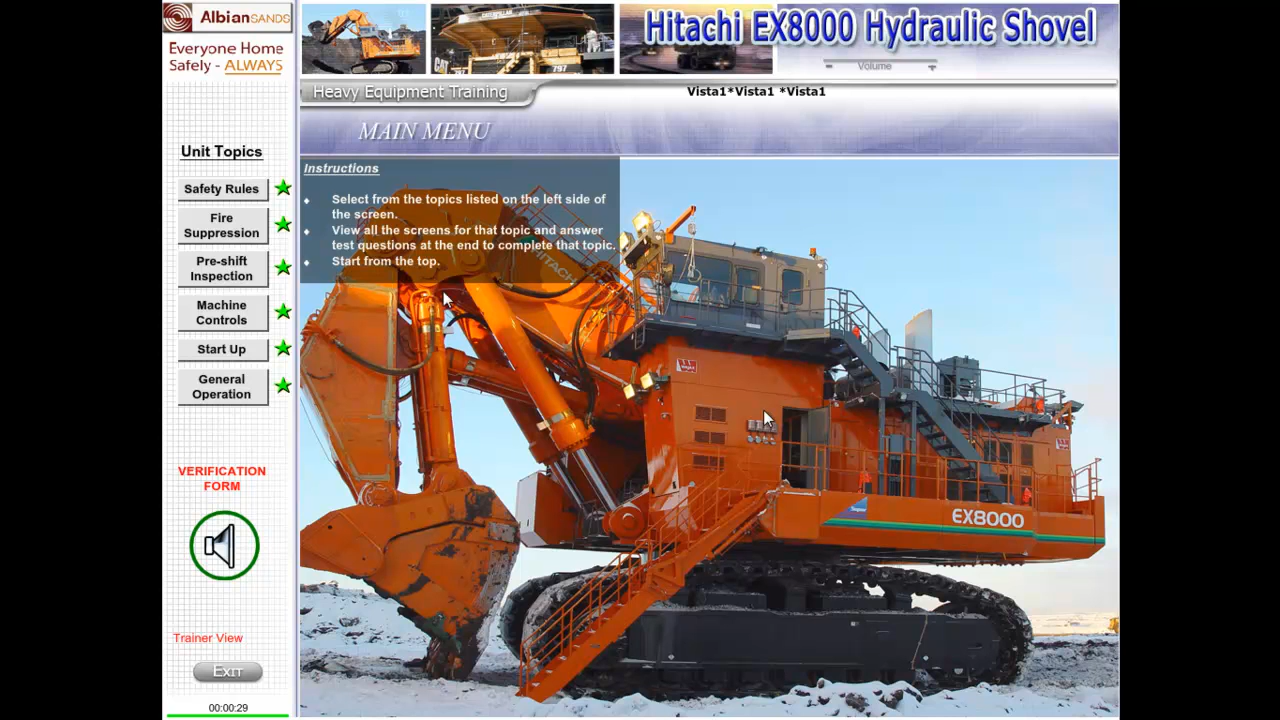 Albian SANDS
Everyone Home
Safely - ALWAYS
Hitachi EX8000 Hydraulic Shovel
Volume
Heavy Equipment Training
Vista1*Vista1 *Vista1
MAIN MENU
Unit Topics
Safety Rules
Fire
Suppression
Pre-shift
Inspection
Machine
Controls
Start Up
General
Operation
VERIFICATION
FORM
Trainer View
EXIT
00:00:29
Instructions
Select from the topics listed on the left side of
the screen.
View all the screens for that topic and answer
test questions at the end to complete that topic.
Start from the top.
HITACHI
EX8000
CAT
797